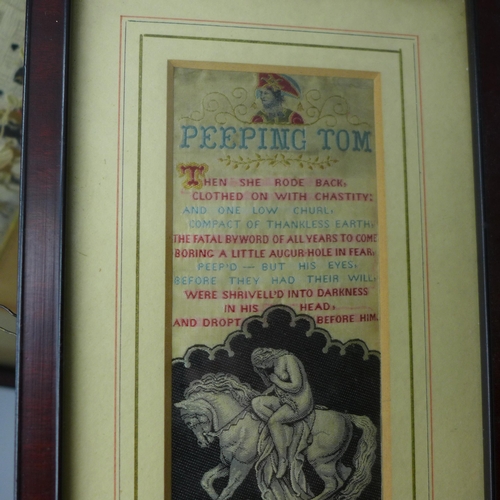 PEEPING TOM
THEN SHE RODE BACK,
CLOTHED ON WITH CHASTITY:
AND ONE LOW CHURL,
COMPACT OF THANKLESS EARTH,
THE FATAL BYWORD OF ALL YEARS TO COME
BORING A LITTLE AUGUR-HOLE IN FEAR,
PEEP'D — BUT HIS EYES,
BEFORE THEY HAD THEIR WILL,
WERE SHRIVELL'D INTO DARKNESS
IN HIS HEAD,
AND DROPT BEFORE HIM.